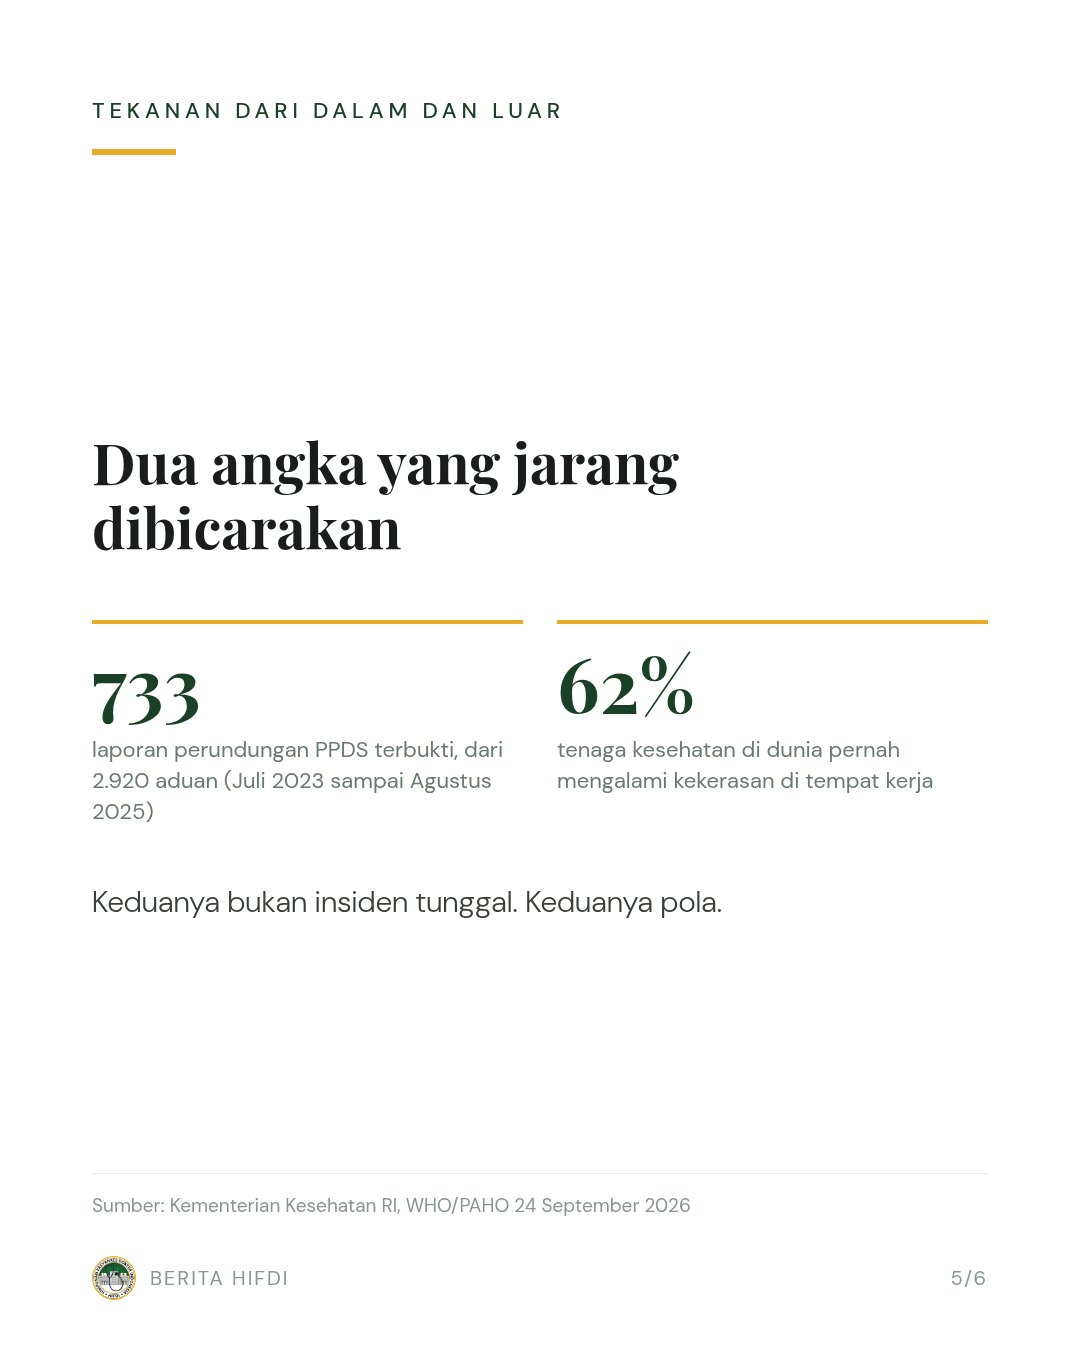 TEKANAN DARI DALAM DAN LUAR
Dua angka yang jarang
dibicarakan
733
laporan perundungan PPDS terbukti, dari
2.920 aduan (Juli 2023 sampai Agustus
2025)
62%
tenaga kesehatan di dunia pernah
mengalami kekerasan di tempat kerja
Keduanya bukan insiden tunggal. Keduanya pola.
Sumber: Kementerian Kesehatan RI, WHO/PAHO 24 September 2026
BERITA HIFDI
5/6